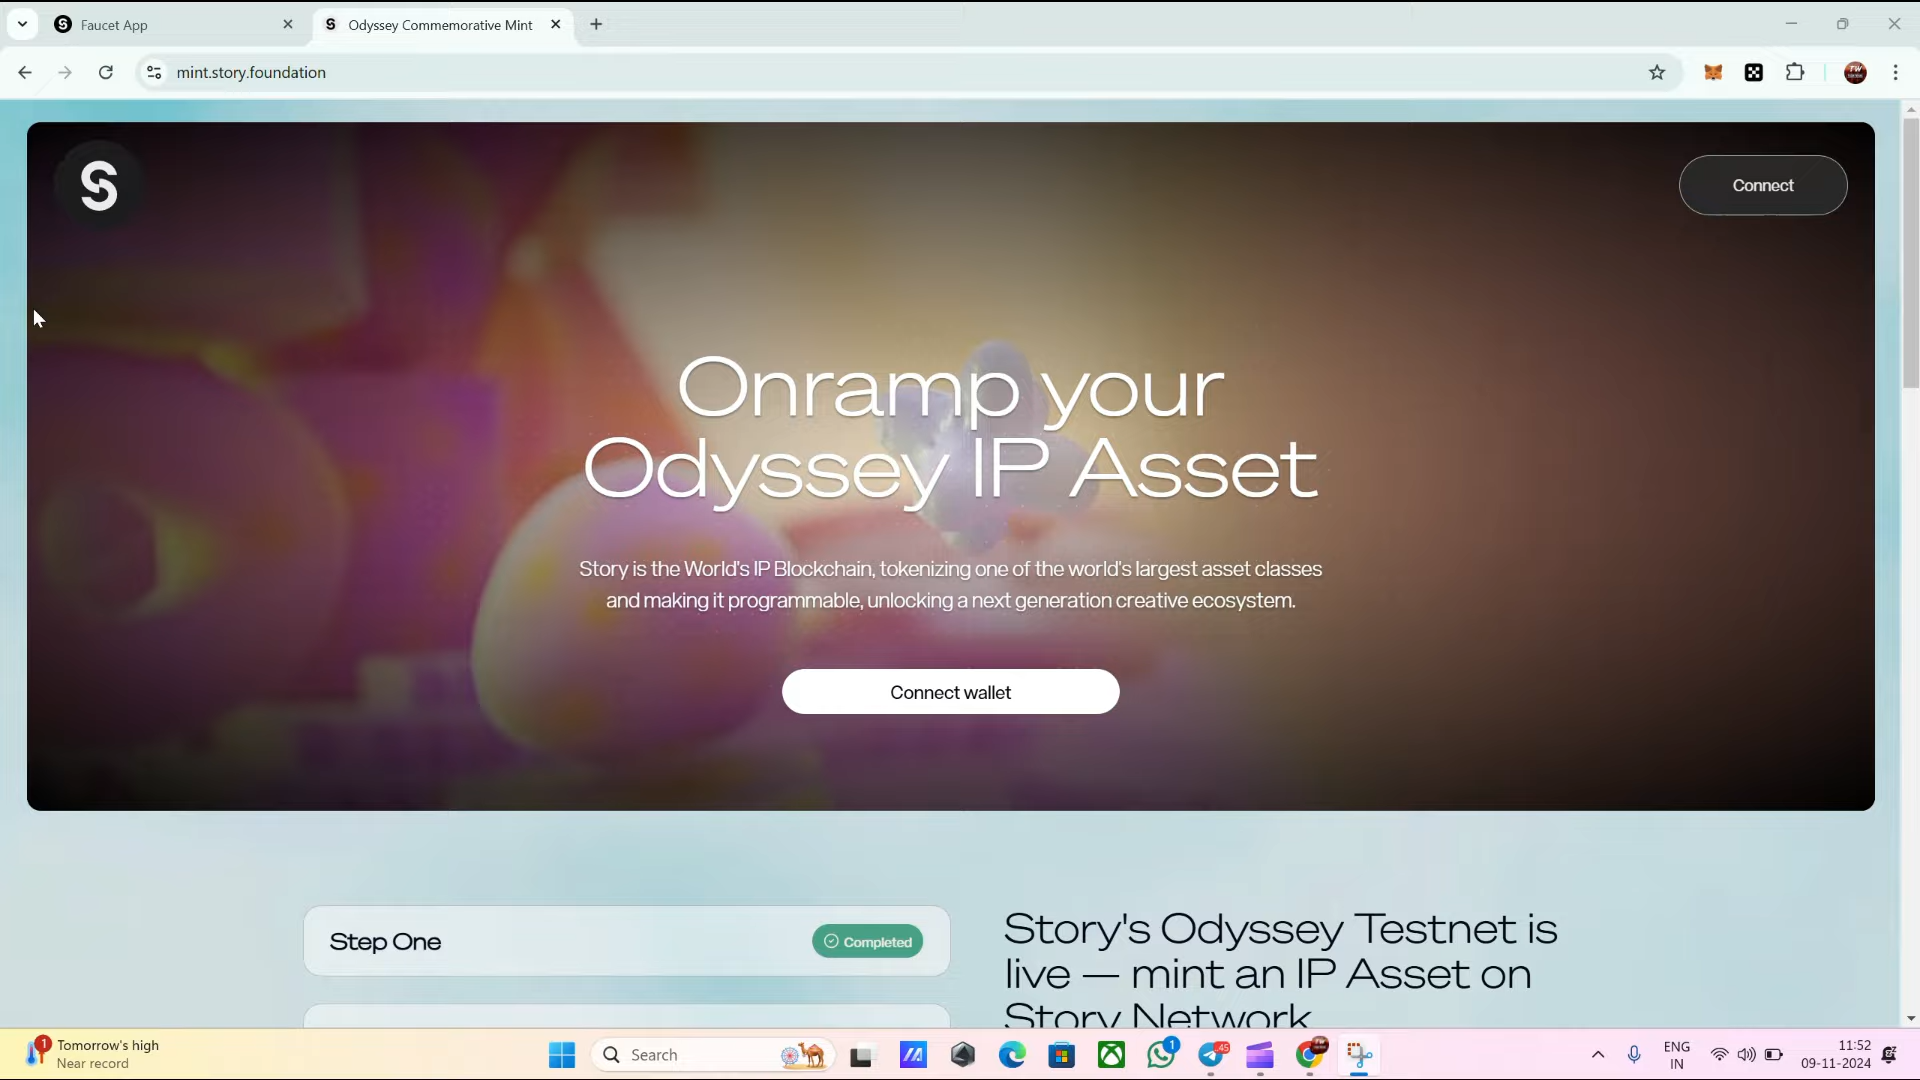 Faucet App
Odyssey Commemorative Mint
mint.story.foundation
S
Connect
Onramp your
Odyssey IP Asset
Story is the World's IP Blockchain, tokenizing one of the world's largest asset classes
and making it programmable, unlocking a next generation creative ecosystem.
Connect wallet
Step One
Completed
Story's Odyssey Testnet is
live — mint an IP Asset on
Story Network
1
Tomorrow's high
Near record
Search
1
45
ENG
IN
11:52
09-11-2024